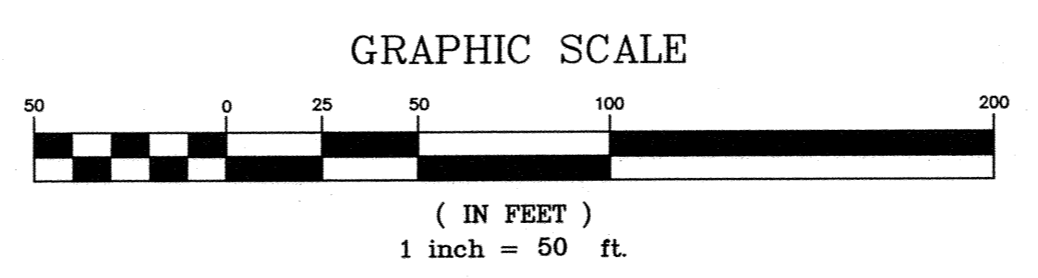 GRAPHIC SCALE
50 0 25 50 100 200
( IN FEET )
1 inch = 50 ft.